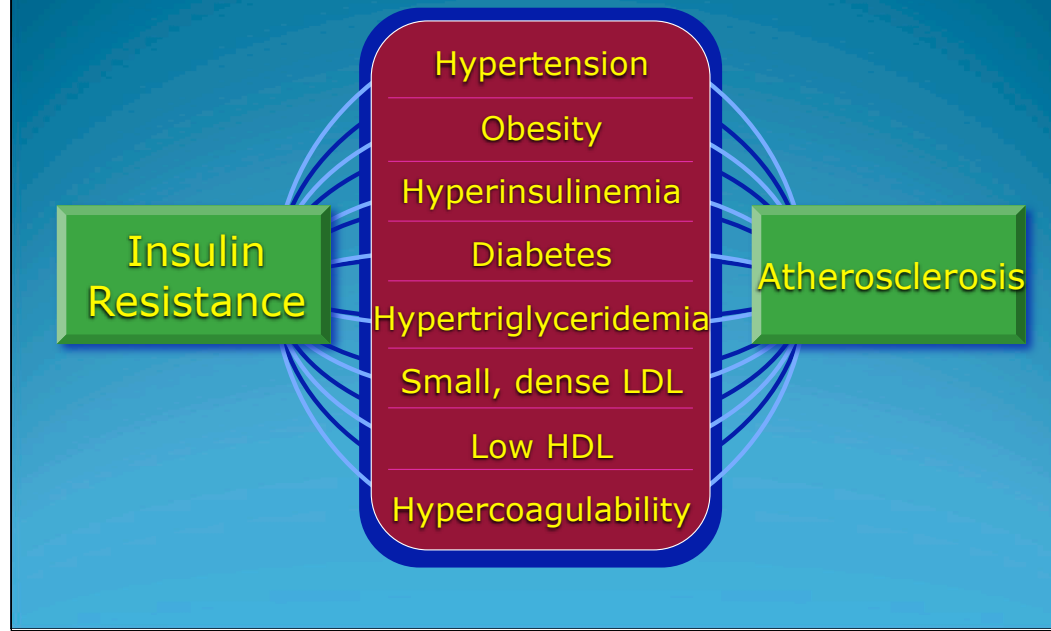 Insulin
Resistance
Hypertension
Obesity
Hyperinsulinemia
Diabetes
Hypertriglyceridemia
Small, dense LDL
Low HDL
Hypercoagulability
Atherosclerosis